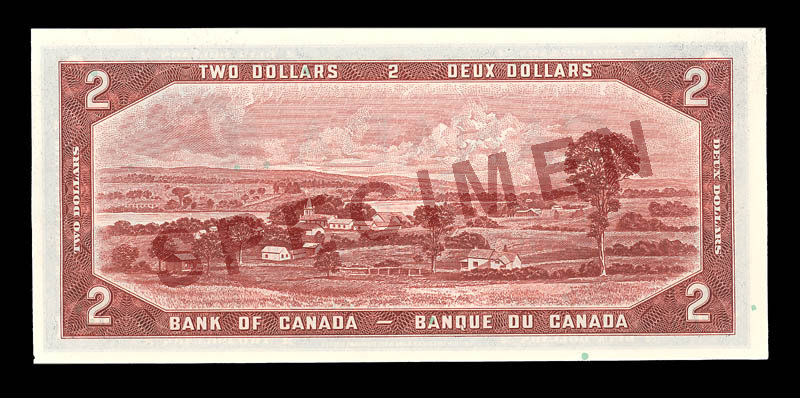 2 TWO DOLLARS 2 DEUX DOLLARS 2
TWO DOLLARS
DEUX DOLLARS
SPECIMEN
2 BANK OF CANADA — BANQUE DU CANADA 2